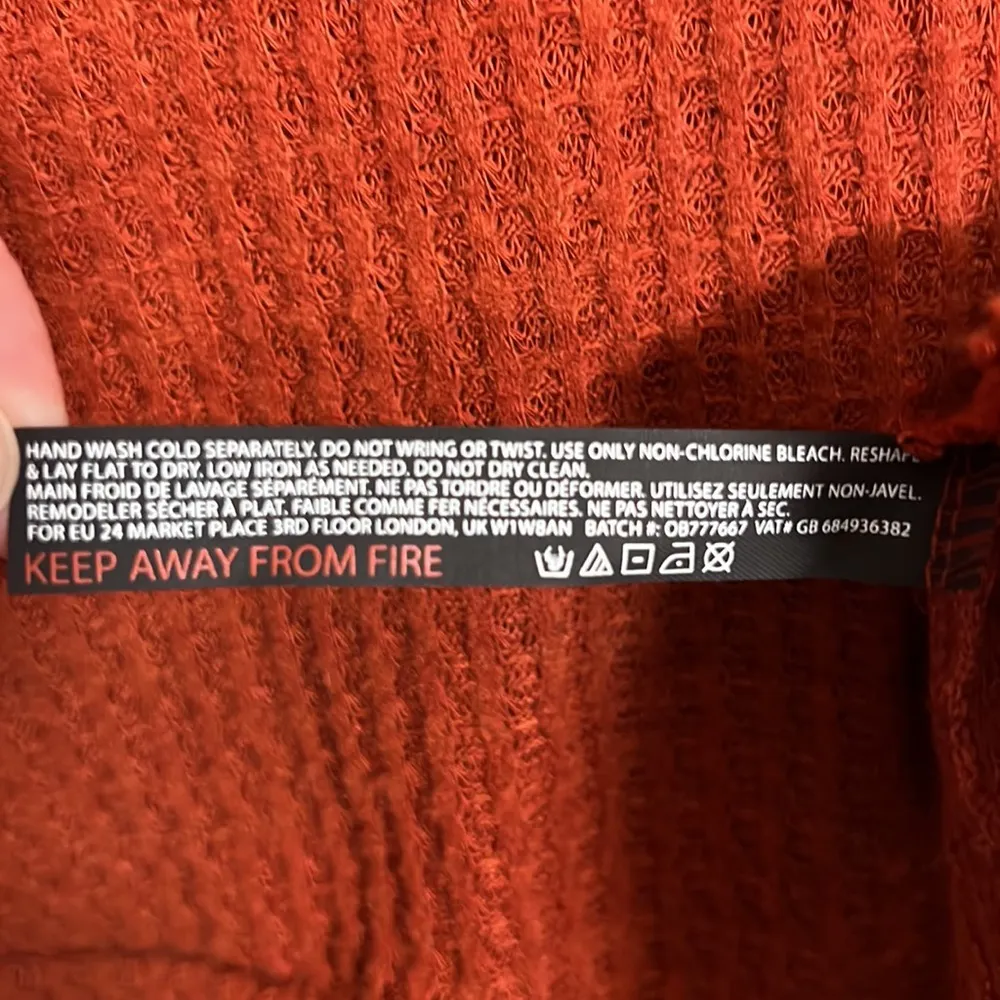 HAND WASH COLD SEPARATELY. DO NOT WRING OR TWIST. USE ONLY NON-CHLORINE BLEACH. RESHAPE
& LAY FLAT TO DRY. LOW IRON AS NEEDED. DO NOT DRY CLEAN.
MAIN FROID DE LAVAGE SÉPARÉMENT. NE PAS TORDRE OU DÉFORMER. UTILISEZ SEULEMENT NON-JAVEL.
REMODELER SÉCHER À PLAT. FAIBLE COMME FER NÉCESSAIRES. NE PAS NETTOYER À SEC.
FOR EU 24 MARKET PLACE 3RD FLOOR LONDON, UK W1W8AN BATCH #: OB777667 VAT# GB 684936382
KEEP AWAY FROM FIRE